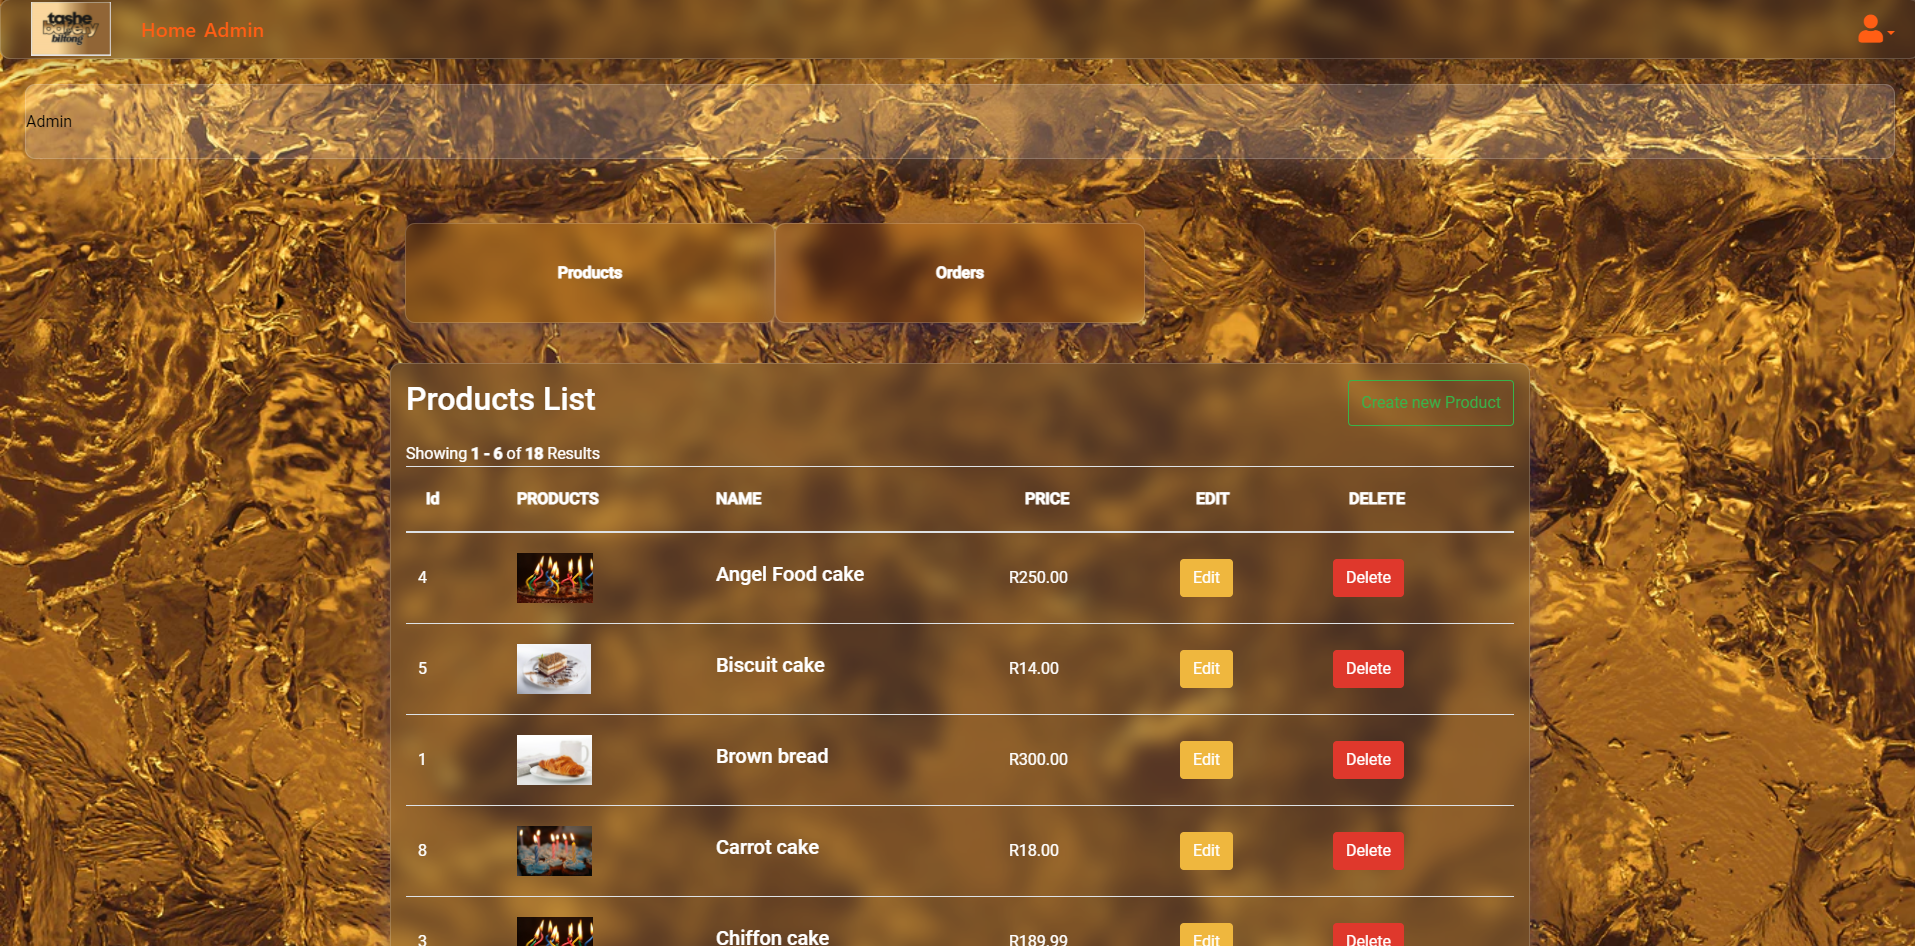 tashe
bakery
biltong
Home Admin
Admin
Products Orders
Products List
Create new Product
Showing 1 - 6 of 18 Results
Id PRODUCTS NAME PRICE EDIT DELETE
4 Angel Food cake R250.00 Edit Delete
5 Biscuit cake R14.00 Edit Delete
1 Brown bread R300.00 Edit Delete
8 Carrot cake R18.00 Edit Delete
3 Chiffon cake R189.99 Edit Delete